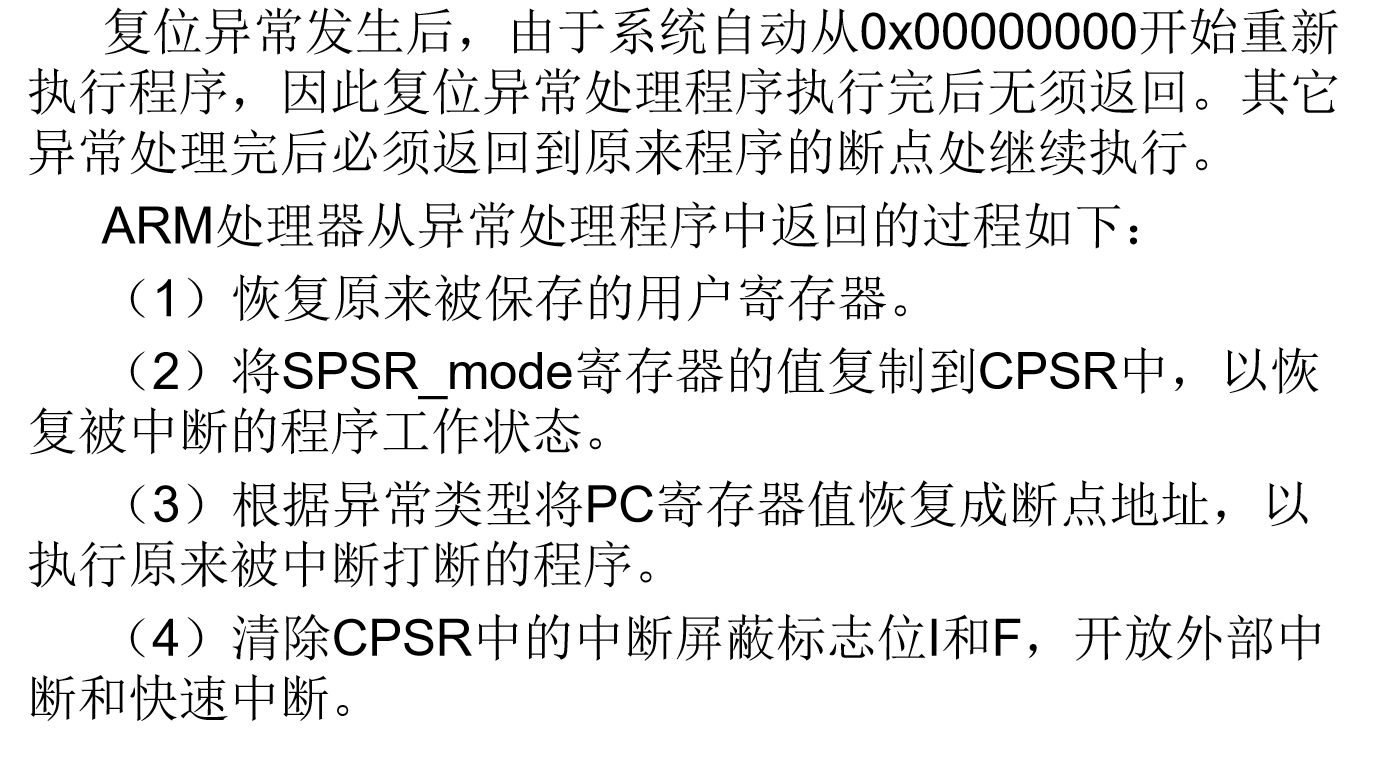 复位异常发生后，由于系统自动从0x00000000开始重新
执行程序，因此复位异常处理程序执行完后无须返回。其它
异常处理完后必须返回到原来程序的断点处继续执行。
ARM处理器从异常处理程序中返回的过程如下：
（1）恢复原来被保存的用户寄存器。
（2）将SPSR_mode寄存器的值复制到CPSR中，以恢
复被中断的程序工作状态。
（3）根据异常类型将PC寄存器值恢复成断点地址，以
执行原来被中断打断的程序。
（4）清除CPSR中的中断屏蔽标志位I和F，开放外部中
断和快速中断。